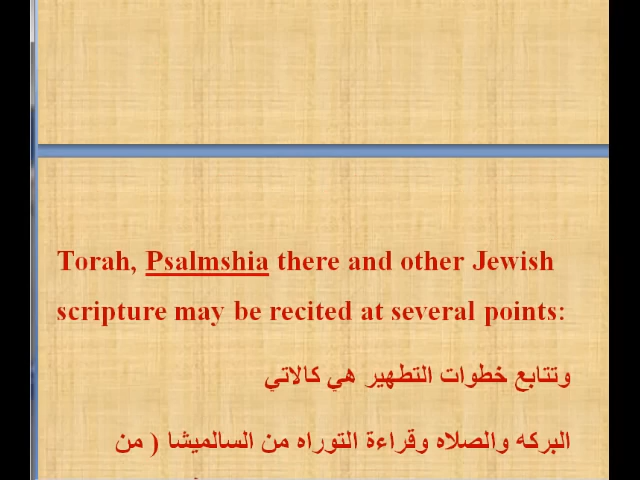 Torah, Psalmshia there and other Jewish
scripture may be recited at several points:
وتتابع خطوات التطهير هي كالاتي
البركه والصلاه وقراءة التوراه من السالميشا ( من